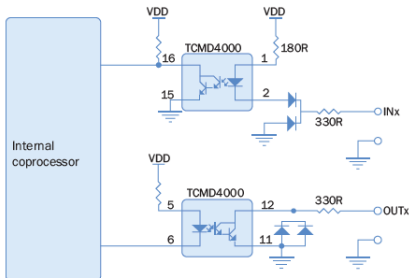 VDD
VDD
TCMD4000
180R
16
1
15
2
INx
330R
Internal
coprocessor
VDD
TCMD4000
330R
5
12
OUTx
6
11